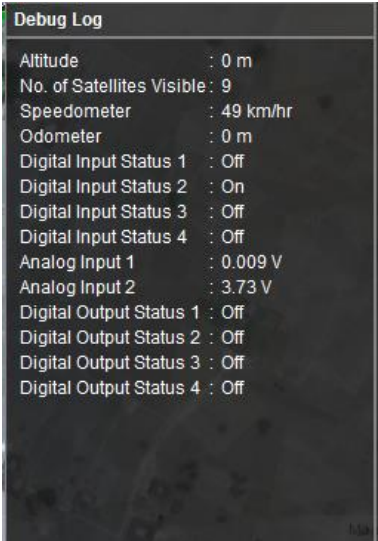 Debug Log
Altitude : 0 m
No. of Satellites Visible : 9
Speedometer : 49 km/hr
Odometer : 0 m
Digital Input Status 1 : Off
Digital Input Status 2 : On
Digital Input Status 3 : Off
Digital Input Status 4 : Off
Analog Input 1 : 0.009 V
Analog Input 2 : 3.73 V
Digital Output Status 1 : Off
Digital Output Status 2 : Off
Digital Output Status 3 : Off
Digital Output Status 4 : Off